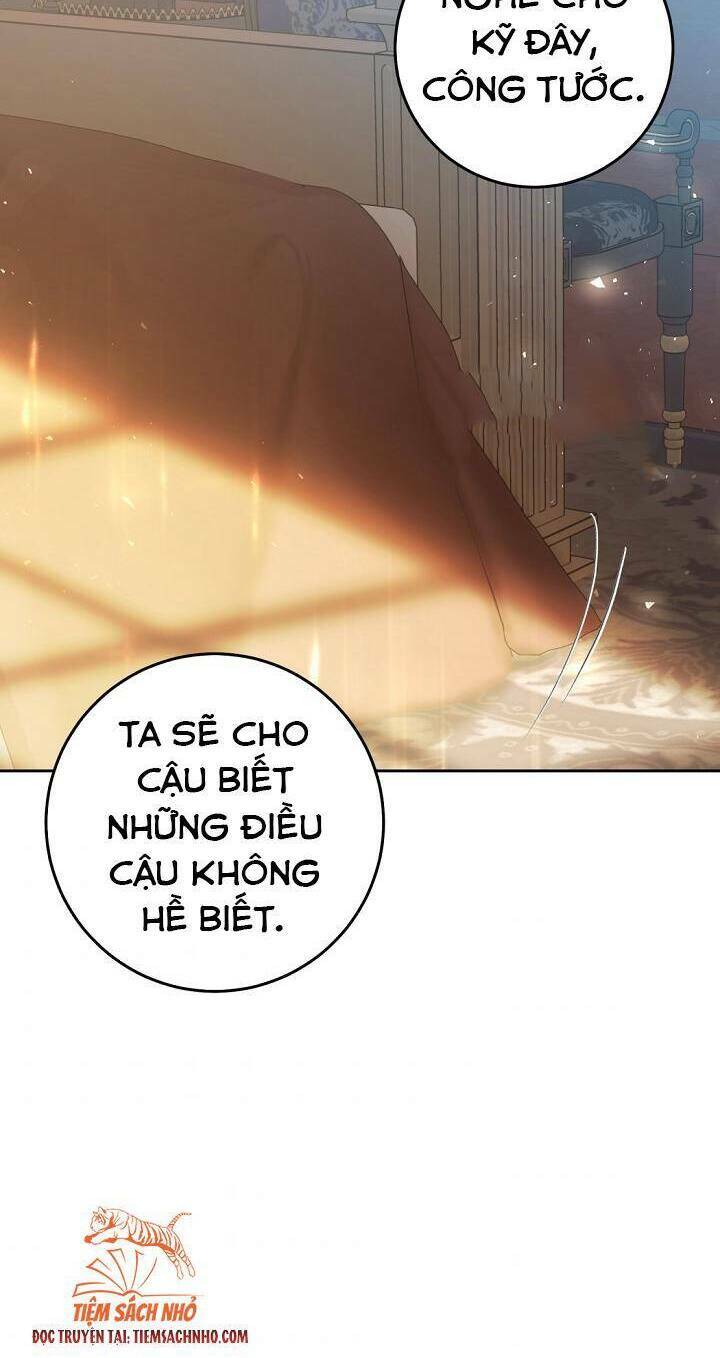 NGHE CHO
KỸ ĐÂY,
CÔNG TƯỚC.
TA SẼ CHO
CẬU BIẾT
NHỮNG ĐIỀU
CẬU KHÔNG
HỀ BIẾT.
TIỆM SÁCH NHỎ
ĐỌC TRUYỆN TẠI: TIEMSACHNHO.COM